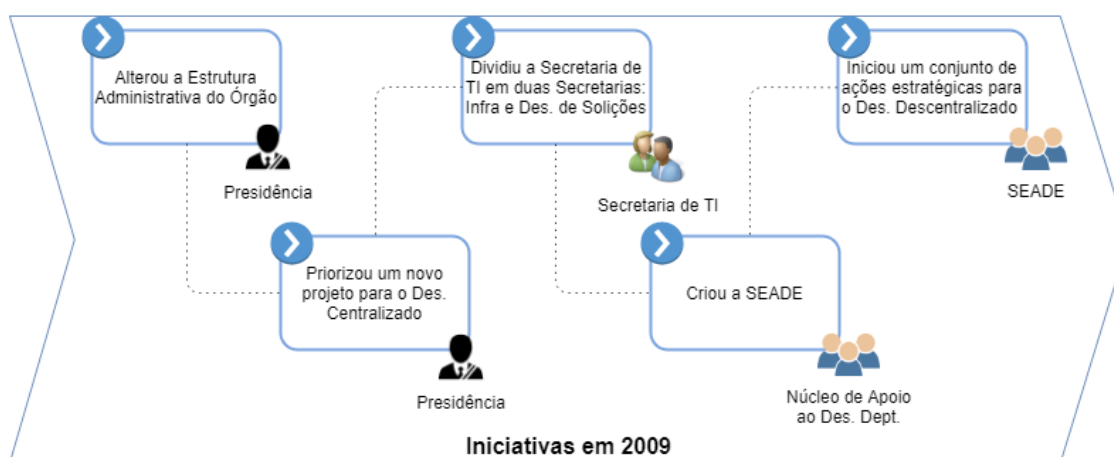 Alterou a Estrutura
Administrativa do Órgão
Presidência
Priorizou um novo
projeto para o Des.
Centralizado
Presidência
Dividiu a Secretaria de
TI em duas Secretarias:
Infra e Des. de Solições
Secretaria de TI
Criou a SEADE
Núcleo de Apoio
ao Des. Dept.
Iniciou um conjunto de
ações estratégicas para
o Des. Descentralizado
SEADE
Iniciativas em 2009